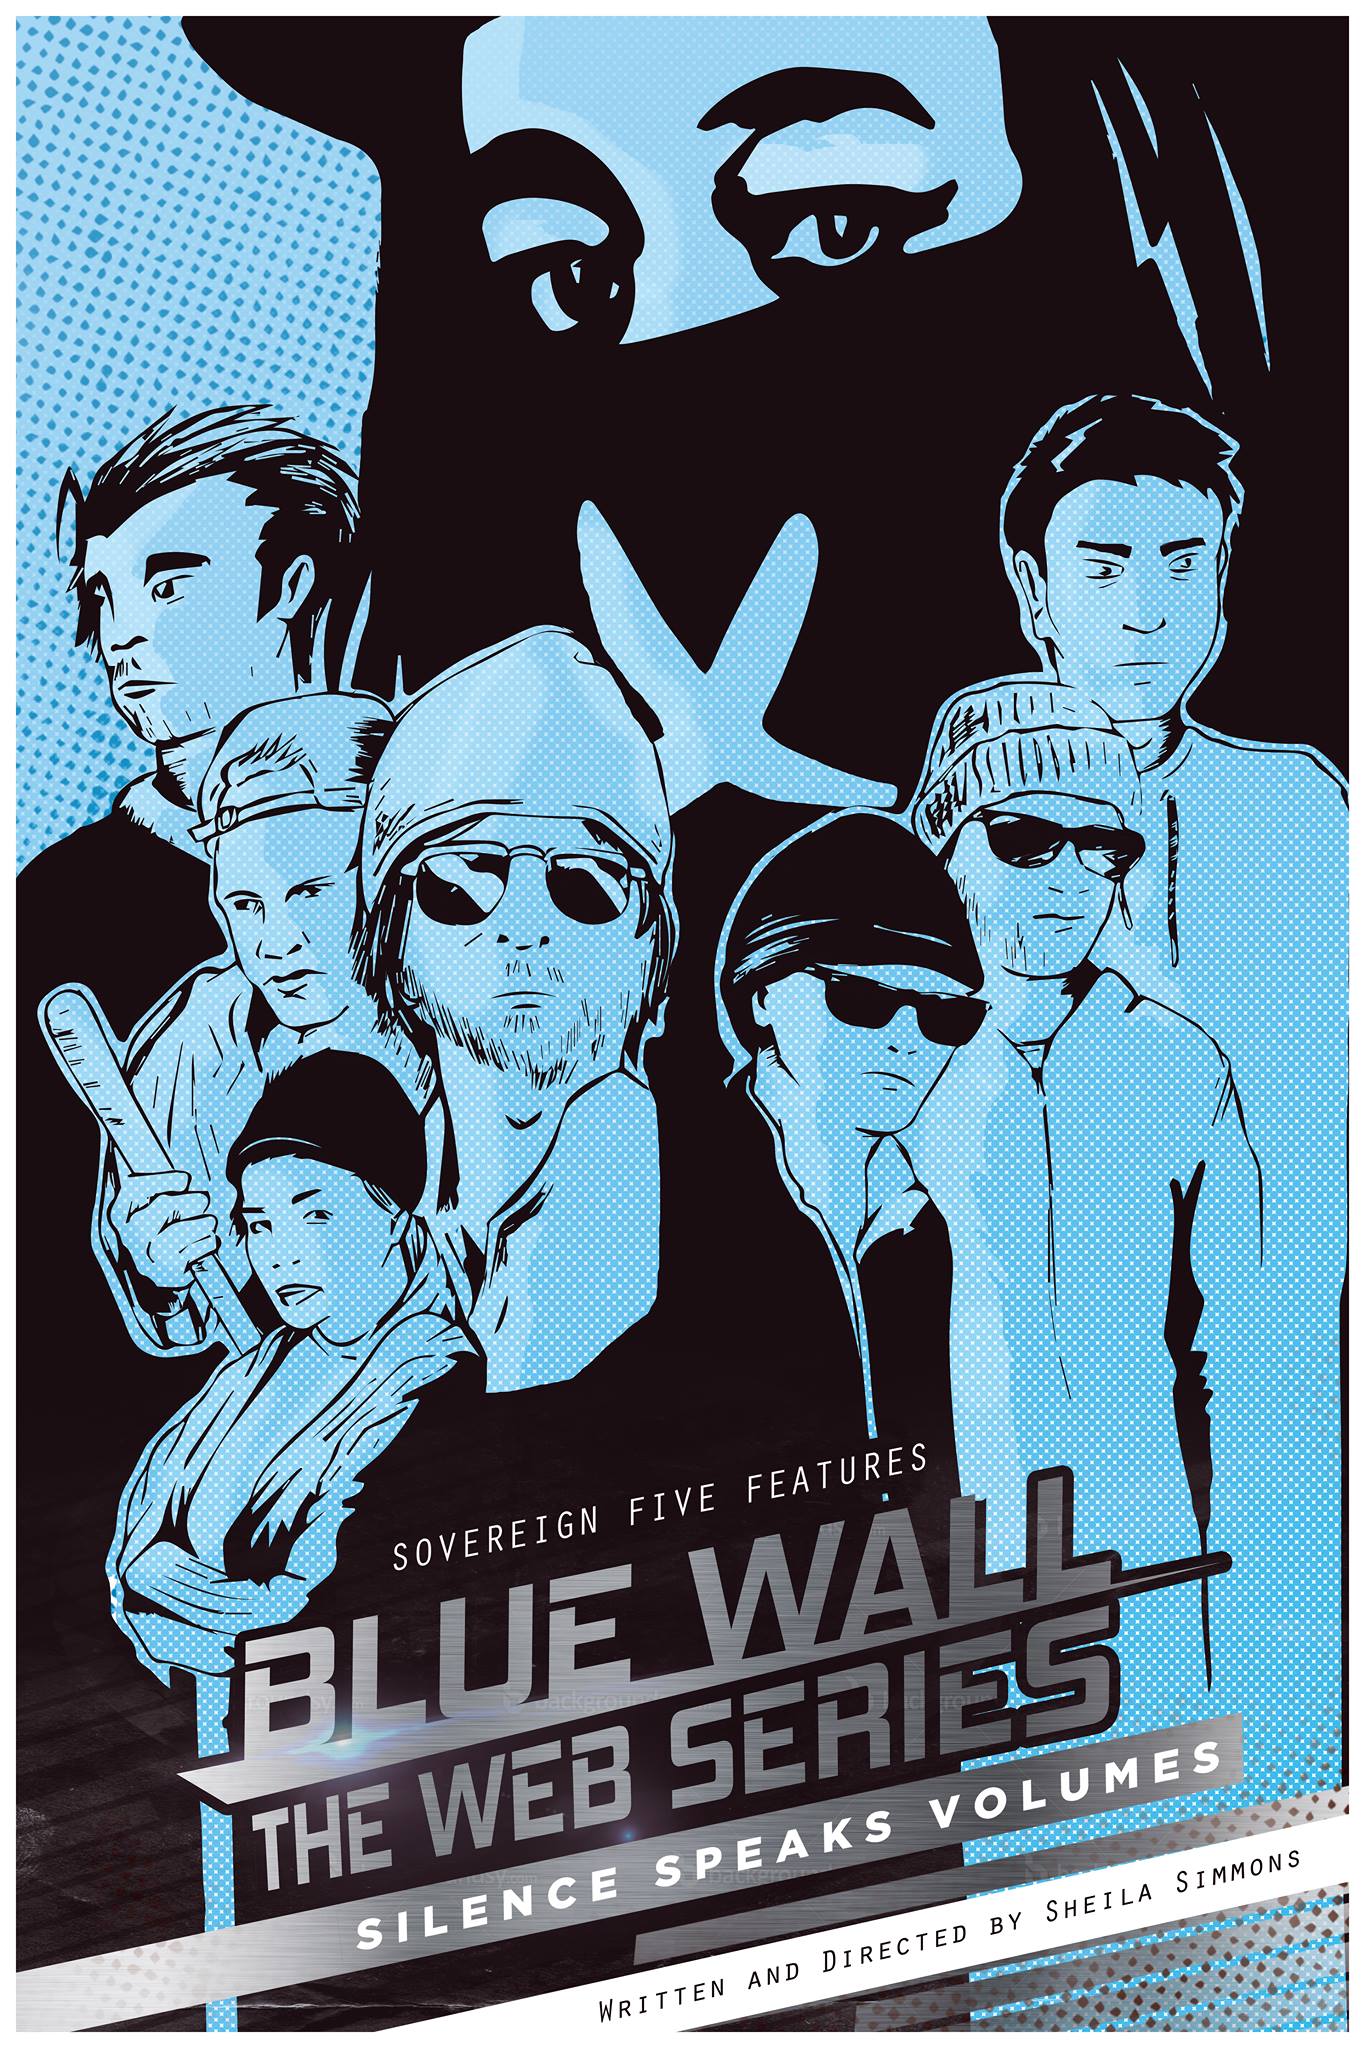 SOVEREIGN FIVE FEATURES
BLUE WALL
THE WEB SERIES
SILENCE SPEAKS VOLUMES
WRITTEN AND DIRECTED BY SHEILA SIMMONS